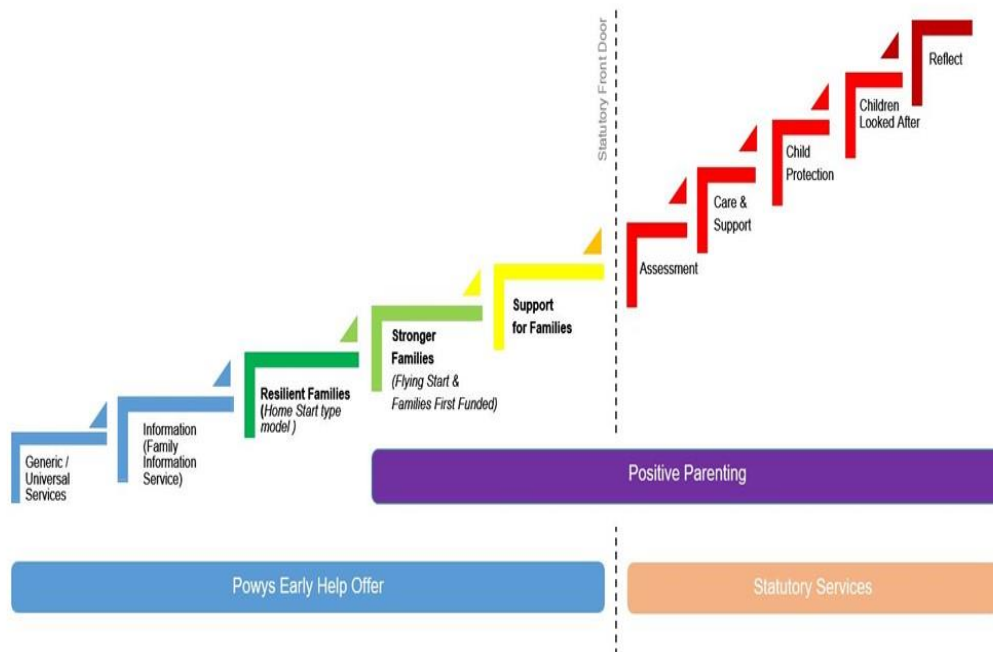 Generic /
Universal
Services
Information
(Family
Information
Service)
Resilient Families
(Home Start type
model )
Stronger
Families
(Flying Start &
Families First Funded)
Support
for Families
Statutory Front Door
Assessment
Care &
Support
Child
Protection
Children
Looked After
Reflect
Positive Parenting
Powys Early Help Offer
Statutory Services